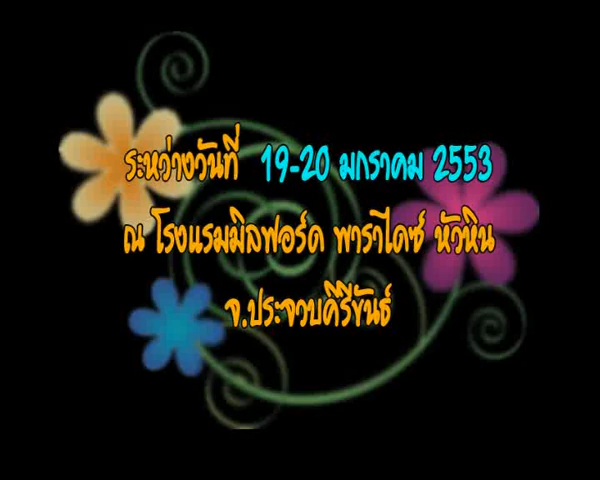 ระหว่างวันที่ 19-20 มกราคม 2553
ณ โรงแรมมิลฟอร์ด พาราไดซ์ หัวหิน
จ.ประจวบคีรีขันธ์